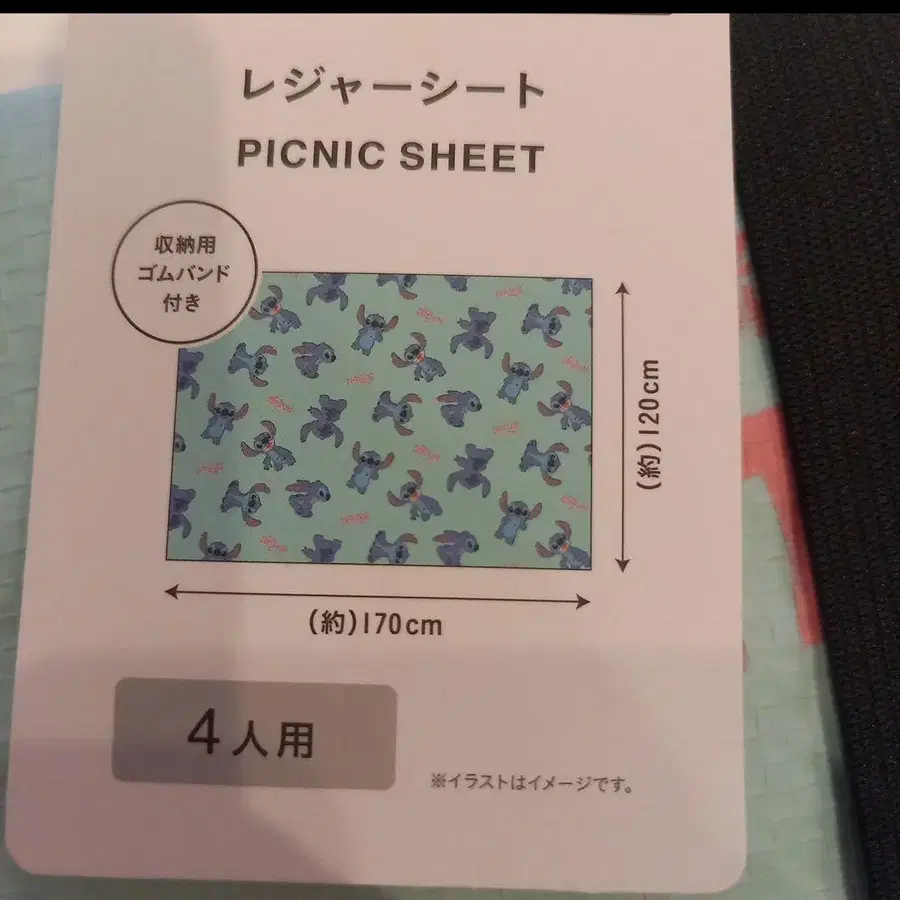 レジャーシート
PICNIC SHEET
収納用
ゴムバンド
付き
(約)120cm
(約)170cm
4人用
※イラストはイメージです。